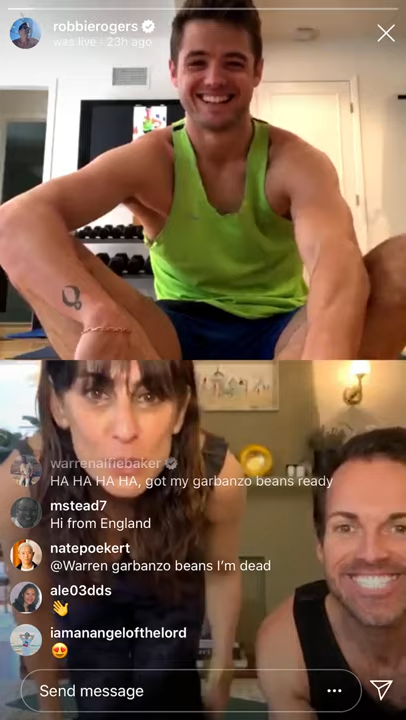 robbierogers
was live · 23h ago
warrenalfiebaker
HA HA HA HA, got my garbanzo beans ready
mstead7
Hi from England
natepoekert
@Warren garbanzo beans I'm dead
ale03dds
👋
iamanangelofthelord
😍
Send message